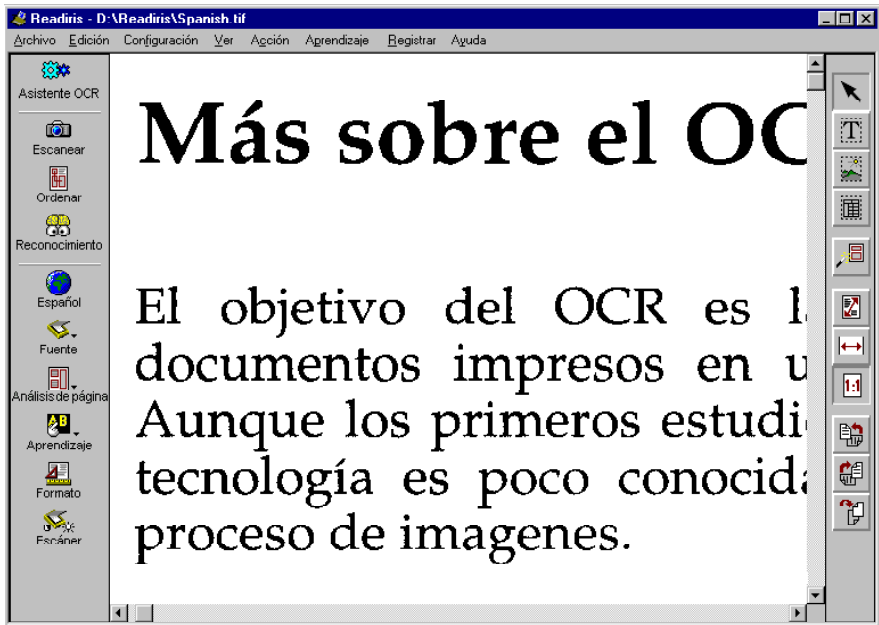 Readiris - D:\Readiris\Spanish.tif
Archivo Edición Configuración Ver Acción Aprendizaje Registrar Ayuda
Asistente OCR
Escanear
Ordenar
Reconocimiento
Español
Fuente
Análisis de página
Aprendizaje
Formato
Escáner
Más sobre el OC
El objetivo del OCR es l
documentos impresos en u
Aunque los primeros estudi
tecnología es poco conocida
proceso de imagenes.
T
1:1